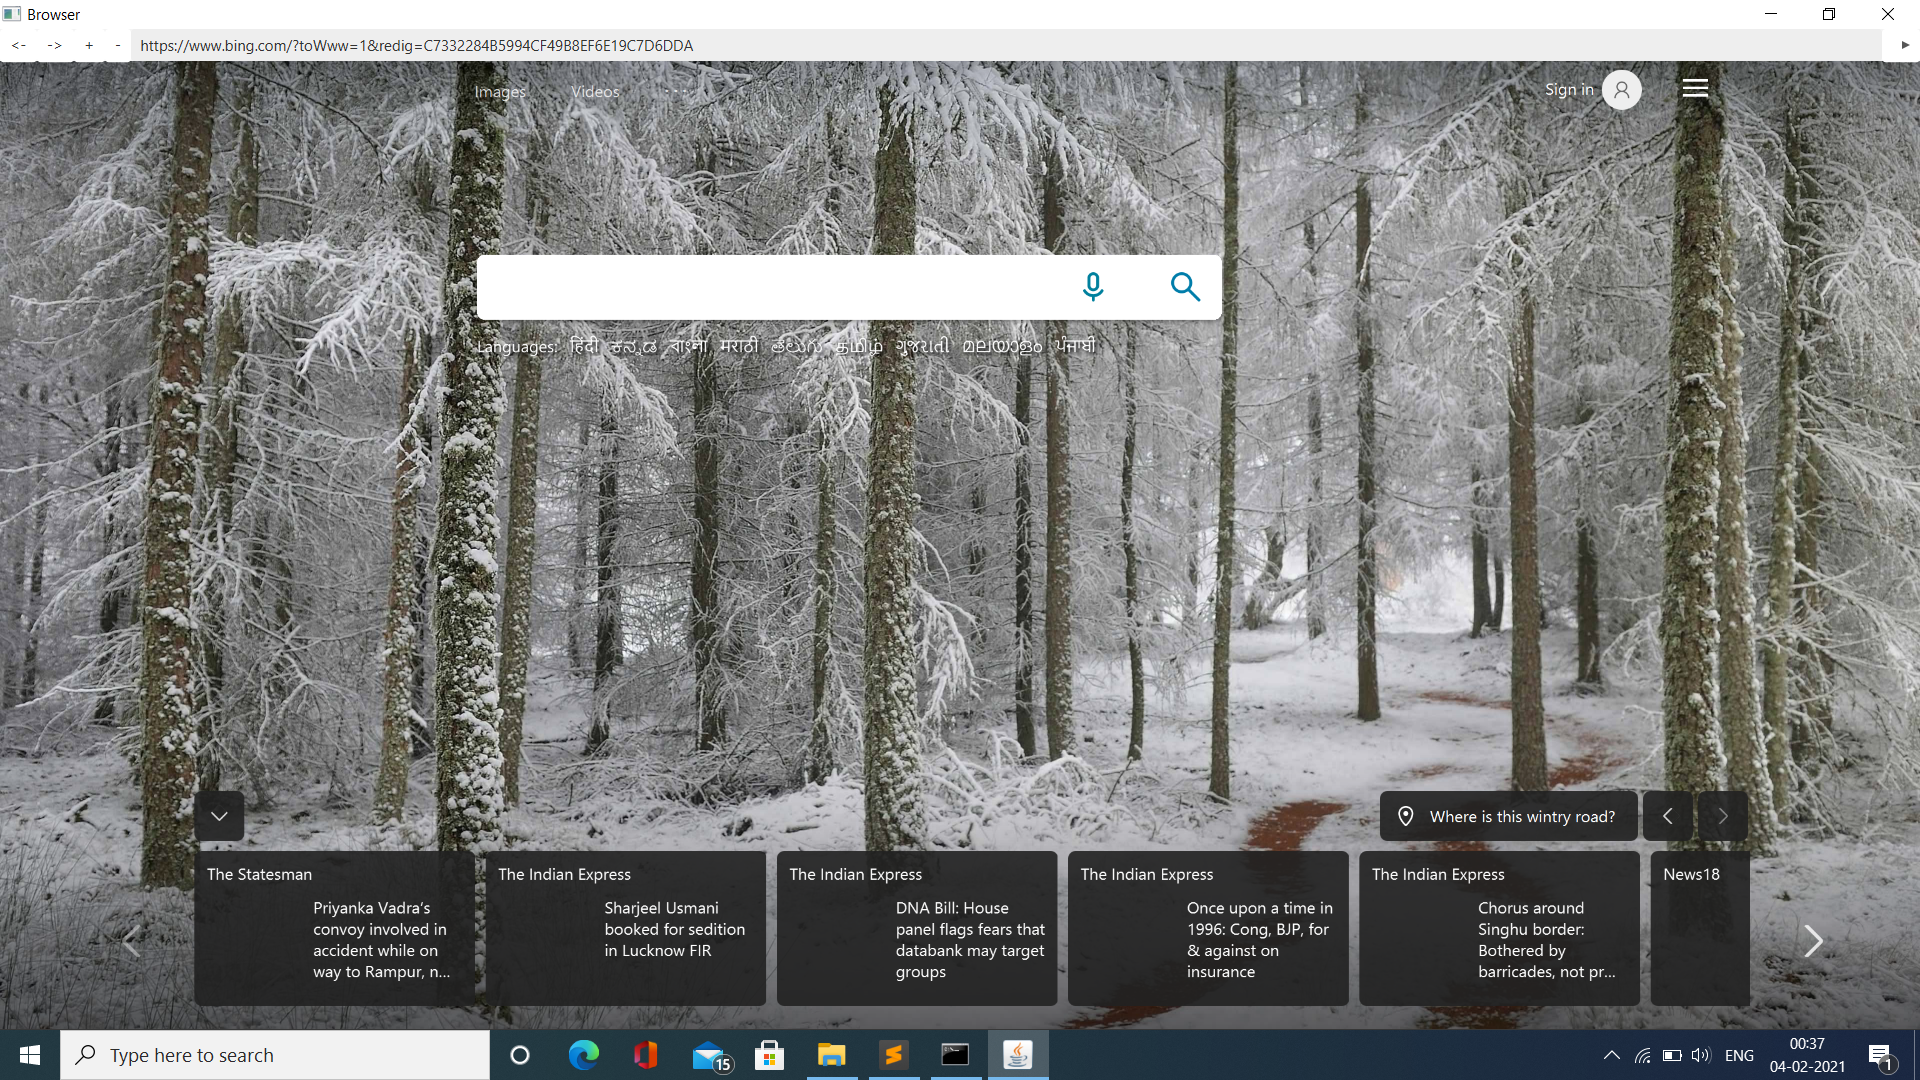 Browser
<- -> + - https://www.bing.com/?toWww=1&redig=C7332284B5994CF49B8EF6E19C7D6DDA
Images Videos ... Sign in
Languages: हिंदी ಕನ್ನಡ বাংলা मराठी తెలుగు தமிழ் ગુજરાતી മലയാളം ਪੰਜਾਬੀ
Where is this wintry road?
The Statesman
Priyanka Vadra's
convoy involved in
accident while on
way to Rampur, n...
The Indian Express
Sharjeel Usmani
booked for sedition
in Lucknow FIR
The Indian Express
DNA Bill: House
panel flags fears that
databank may target
groups
The Indian Express
Once upon a time in
1996: Cong, BJP, for
& against on
insurance
The Indian Express
Chorus around
Singhu border:
Bothered by
barricades, not pr...
News18
Type here to search
15
ENG
00:37
04-02-2021
1